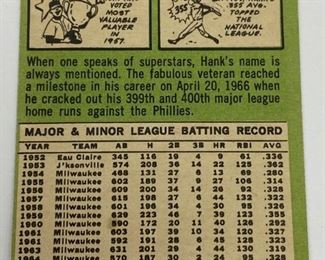 VOTED
MOST
VALUABLE
PLAYER
IN
1957.
355
.355 AVG.
TOPPED
THE
NATIONAL
LEAGUE.
When one speaks of superstars, Hank's name is
always mentioned. The fabulous veteran reached
a milestone in his career on April 20, 1966 when
he cracked out his 399th and 400th major league
home runs against the Phillies.
MAJOR & MINOR LEAGUE BATTING RECORD
YEAR TEAM AB H 2B 3B HR RBI AVG.
1952 Eau Claire 345 116 19 4 9 61 .336
1953 J'ksonville 574 208 36 14 22 125 .362
1954 Milwaukee 468 131 27 6 13 69 .280
1955 Milwaukee 602 189 37 9 27 106 .314
1956 Milwaukee 609 200 34 14 26 92 .328
1957 Milwaukee 615 198 27 6 44 132 .322
1958 Milwaukee 601 196 34 4 30 95 .326
1959 Milwaukee 629 223 46 7 39 123 .355
1960 Milwaukee 590 172 20 11 40 126 .292
1961 Milwaukee 603 197 39 10 34 120 .327
1962 Milwaukee 592 191 28 6 45 128 .323
1963 Milwaukee 631 201 29 4 44 130 .319
1964 Milwaukee